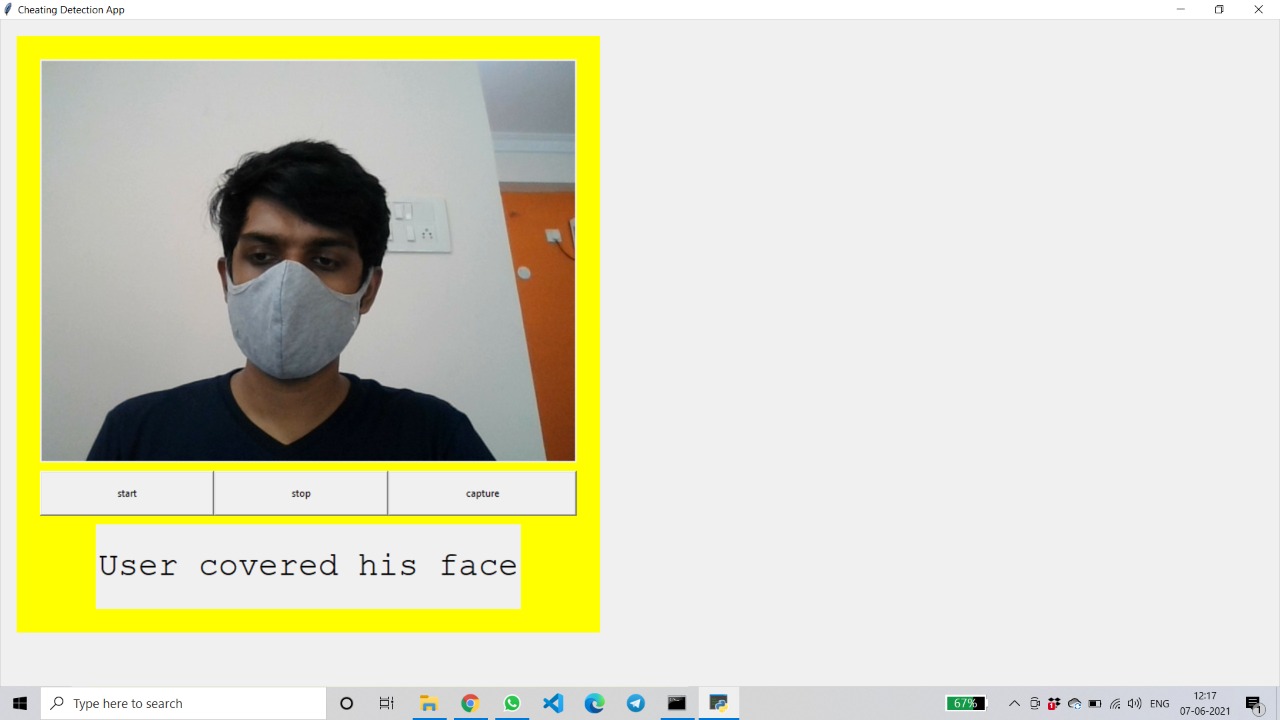 Cheating Detection App
start
stop
capture
User covered his face
Type here to search
67%
ENG
12:17
07-06-2021
1